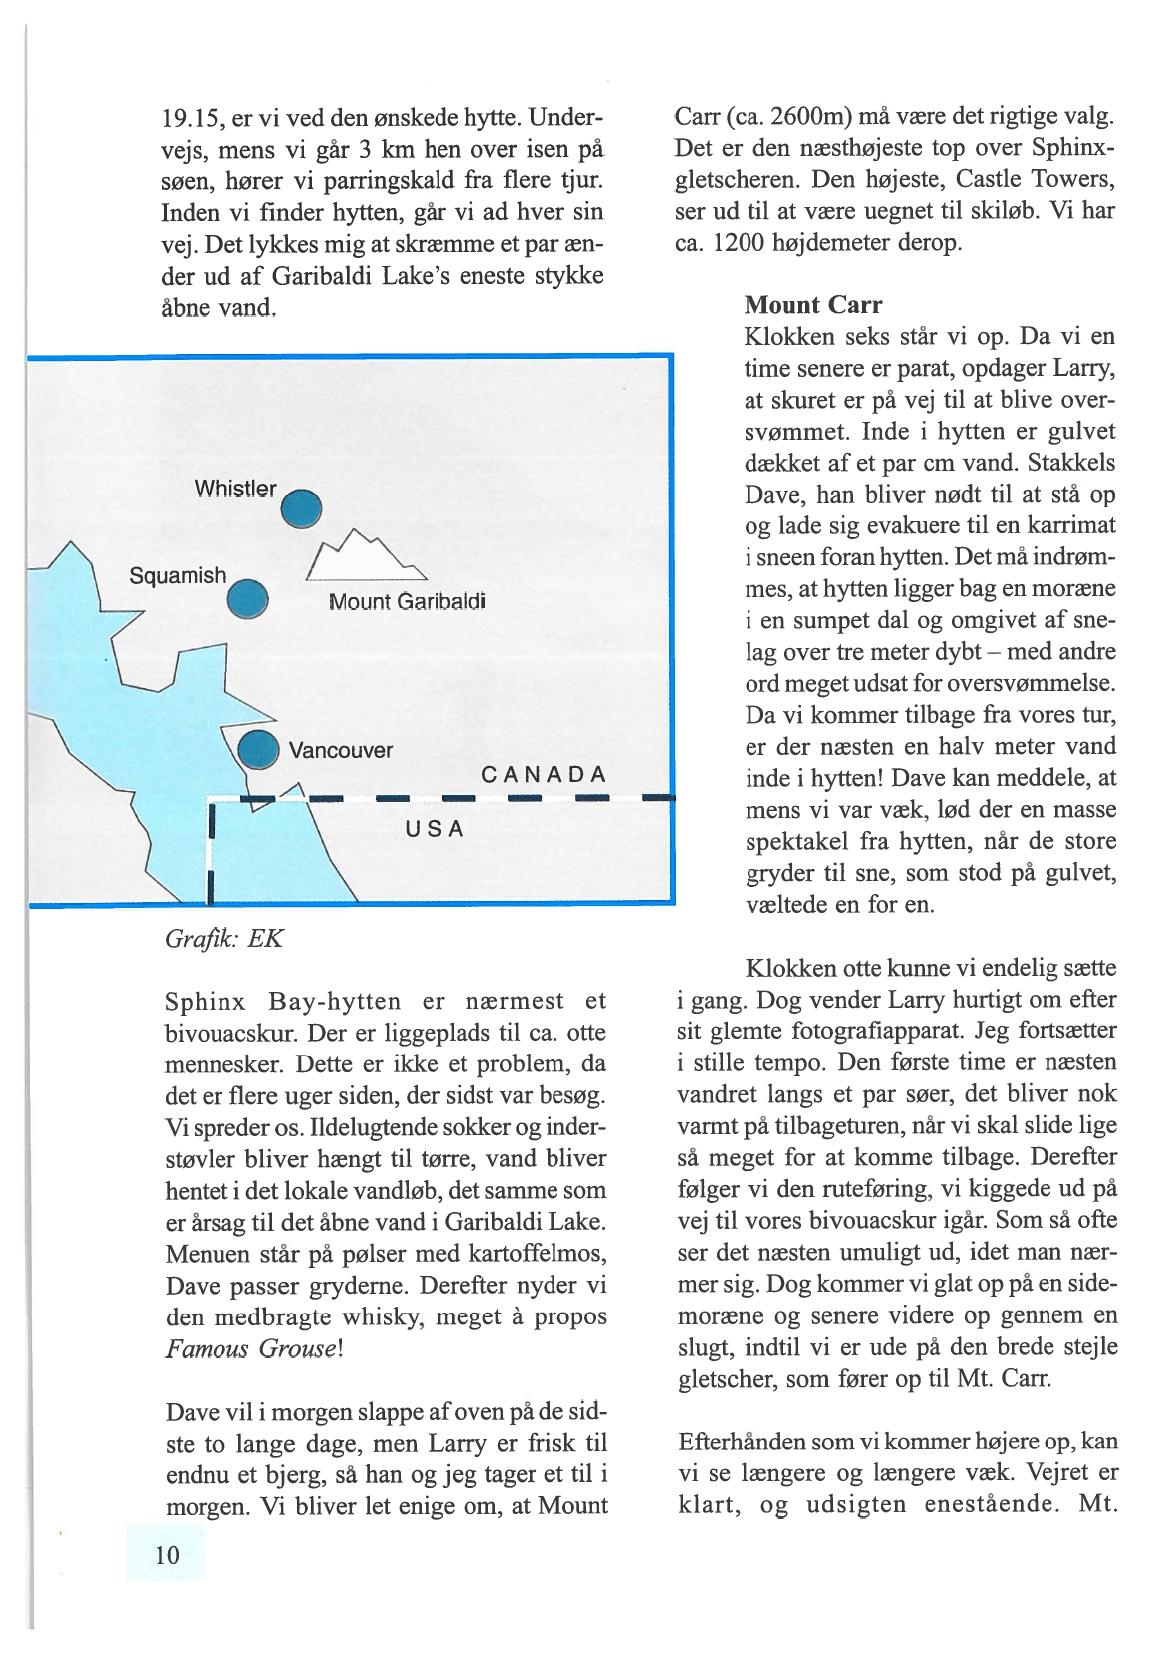 19.15, er vi ved den ønskede hytte. Under-
vejs, mens vi går 3 km hen over isen på
søen, hører vi parringskald fra flere tjur.
Inden vi finder hytten, går vi ad hver sin
vej. Det lykkes mig at skræmme et par æn-
der ud af Garibaldi Lake's eneste stykke
åbne vand.
Whistler
Squamish
Mount Garibaldi
Vancouver
CANADA
USA
Grafik: EK
Sphinx Bay-hytten er nærmest et
bivouacskur. Der er liggeplads til ca. otte
mennesker. Dette er ikke et problem, da
det er flere uger siden, der sidst var besøg.
Vi spreder os. Ildelugtende sokker og inder-
støvler bliver hængt til tørre, vand bliver
hentet i det lokale vandløb, det samme som
er årsag til det åbne vand i Garibaldi Lake.
Menuen står på pølser med kartoffelmos,
Dave passer gryderne. Derefter nyder vi
den medbragte whisky, meget à propos
Famous Grouse!
Dave vil i morgen slappe af oven på de sid-
ste to lange dage, men Larry er frisk til
endnu et bjerg, så han og jeg tager et til i
morgen. Vi bliver let enige om, at Mount
10
Carr (ca. 2600m) må være det rigtige valg.
Det er den næsthøjeste top over Sphinx-
gletscheren. Den højeste, Castle Towers,
ser ud til at være uegnet til skiløb. Vi har
ca. 1200 højdemeter derop.
Mount Carr
Klokken seks står vi op. Da vi en
time senere er parat, opdager Larry,
at skuret er på vej til at blive over-
svømmet. Inde i hytten er gulvet
dækket af et par cm vand. Stakkels
Dave, han bliver nødt til at stå op
og lade sig evakuere til en karrimat
i sneen foran hytten. Det må indrøm-
mes, at hytten ligger bag en moræne
i en sumpet dal og omgivet af sne-
lag over tre meter dybt – med andre
ord meget udsat for oversvømmelse.
Da vi kommer tilbage fra vores tur,
er der næsten en halv meter vand
inde i hytten! Dave kan meddele, at
mens vi var væk, lød der en masse
spektakel fra hytten, når de store
gryder til sne, som stod på gulvet,
væltede en for en.
Klokken otte kunne vi endelig sætte
i gang. Dog vender Larry hurtigt om efter
sit glemte fotografiapparat. Jeg fortsætter
i stille tempo. Den første time er næsten
vandret langs et par søer, det bliver nok
varmt på tilbageturen, når vi skal slide lige
så meget for at komme tilbage. Derefter
følger vi den ruteføring, vi kiggede ud på
vej til vores bivouacskur igår. Som så ofte
ser det næsten umuligt ud, idet man nær-
mer sig. Dog kommer vi glat op på en side-
moræne og senere videre op gennem en
slugt, indtil vi er ude på den brede stejle
gletscher, som fører op til Mt. Carr.
Efterhånden som vi kommer højere op, kan
vi se længere og længere væk. Vejret er
klart, og udsigten enestående. Mt.